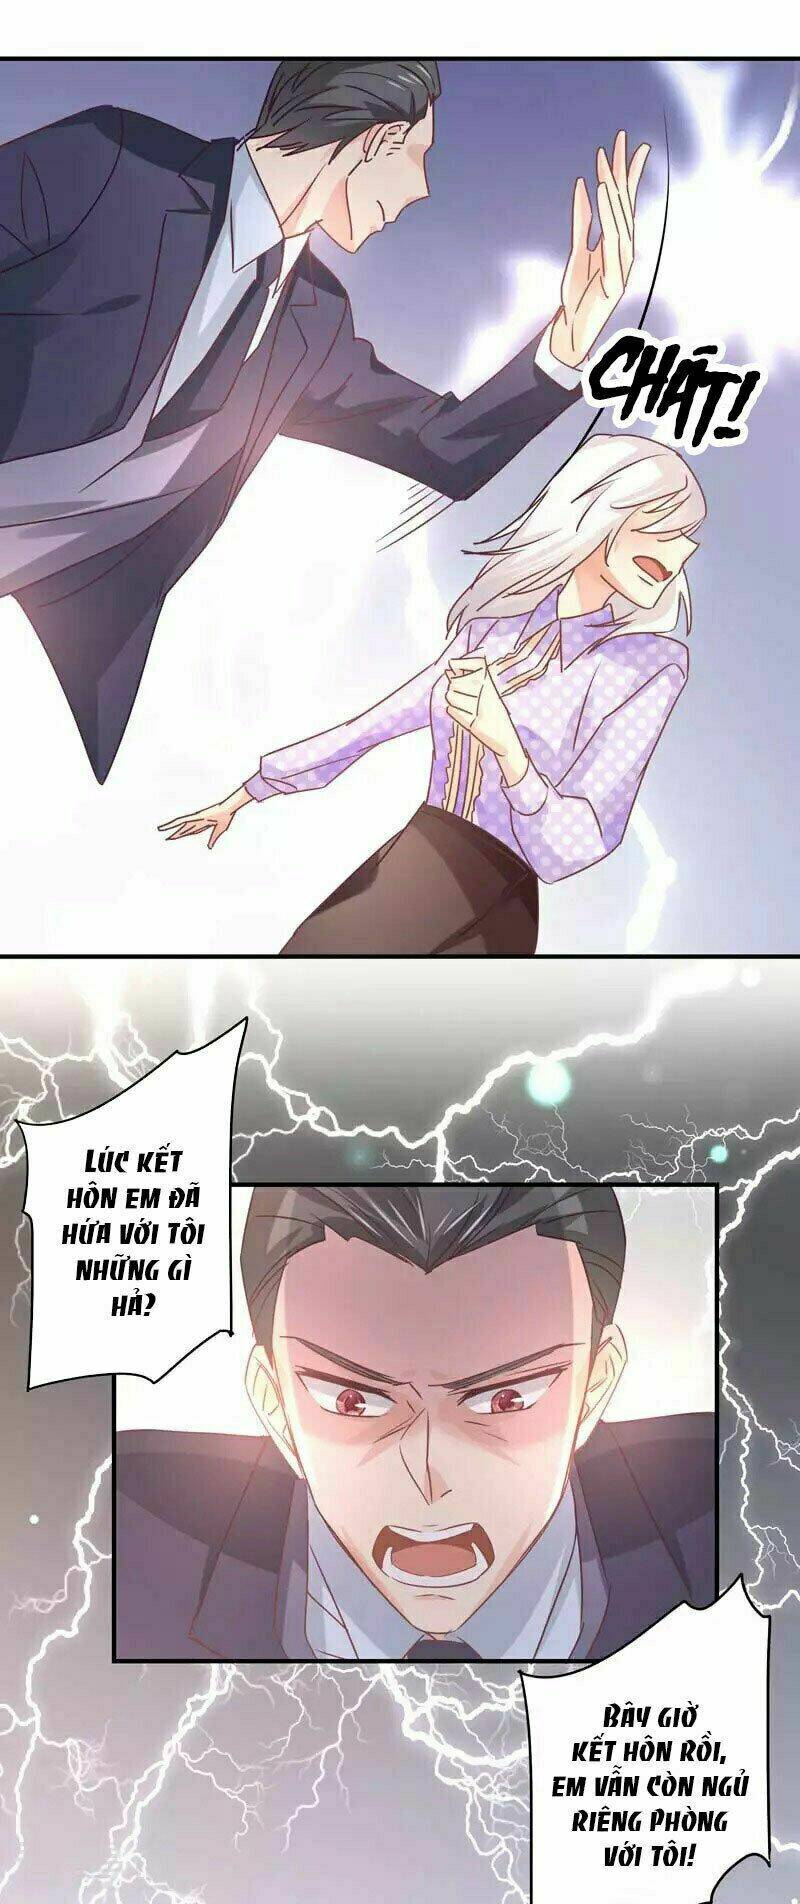 CHÁT!
LÚC KẾT
HÔN EM ĐÃ
HỨA VỚI TÔI
NHỮNG GÌ
HẢ?
BÂY GIỜ
KẾT HÔN RỒI,
EM VẪN CÒN NGỦ
RIÊNG PHÒNG
VỚI TÔI!